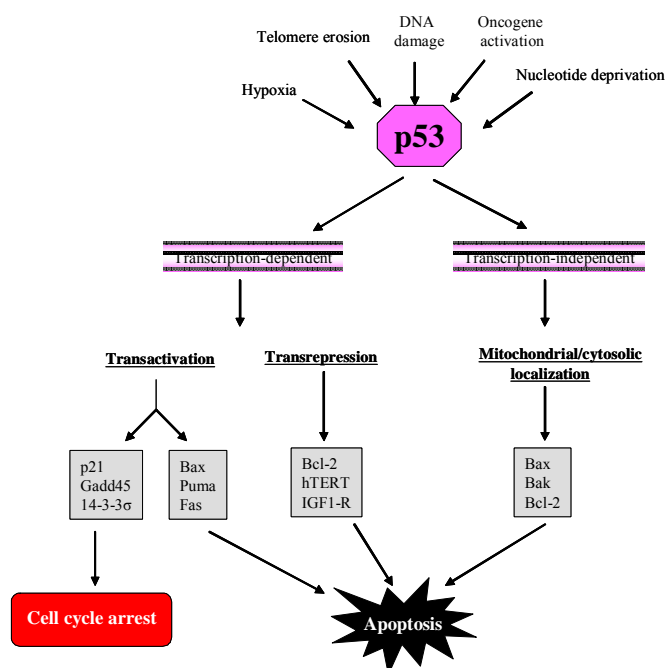 DNA
damage
Oncogene
activation
Telomere erosion
Nucleotide deprivation
Hypoxia
p53
Transcription-dependent
Transcription-independent
Transactivation
Transrepression
Mitochondrial/cytosolic
localization
p21
Gadd45
14-3-3σ
Bax
Puma
Fas
Bcl-2
hTERT
IGF1-R
Bax
Bak
Bcl-2
Cell cycle arrest
Apoptosis